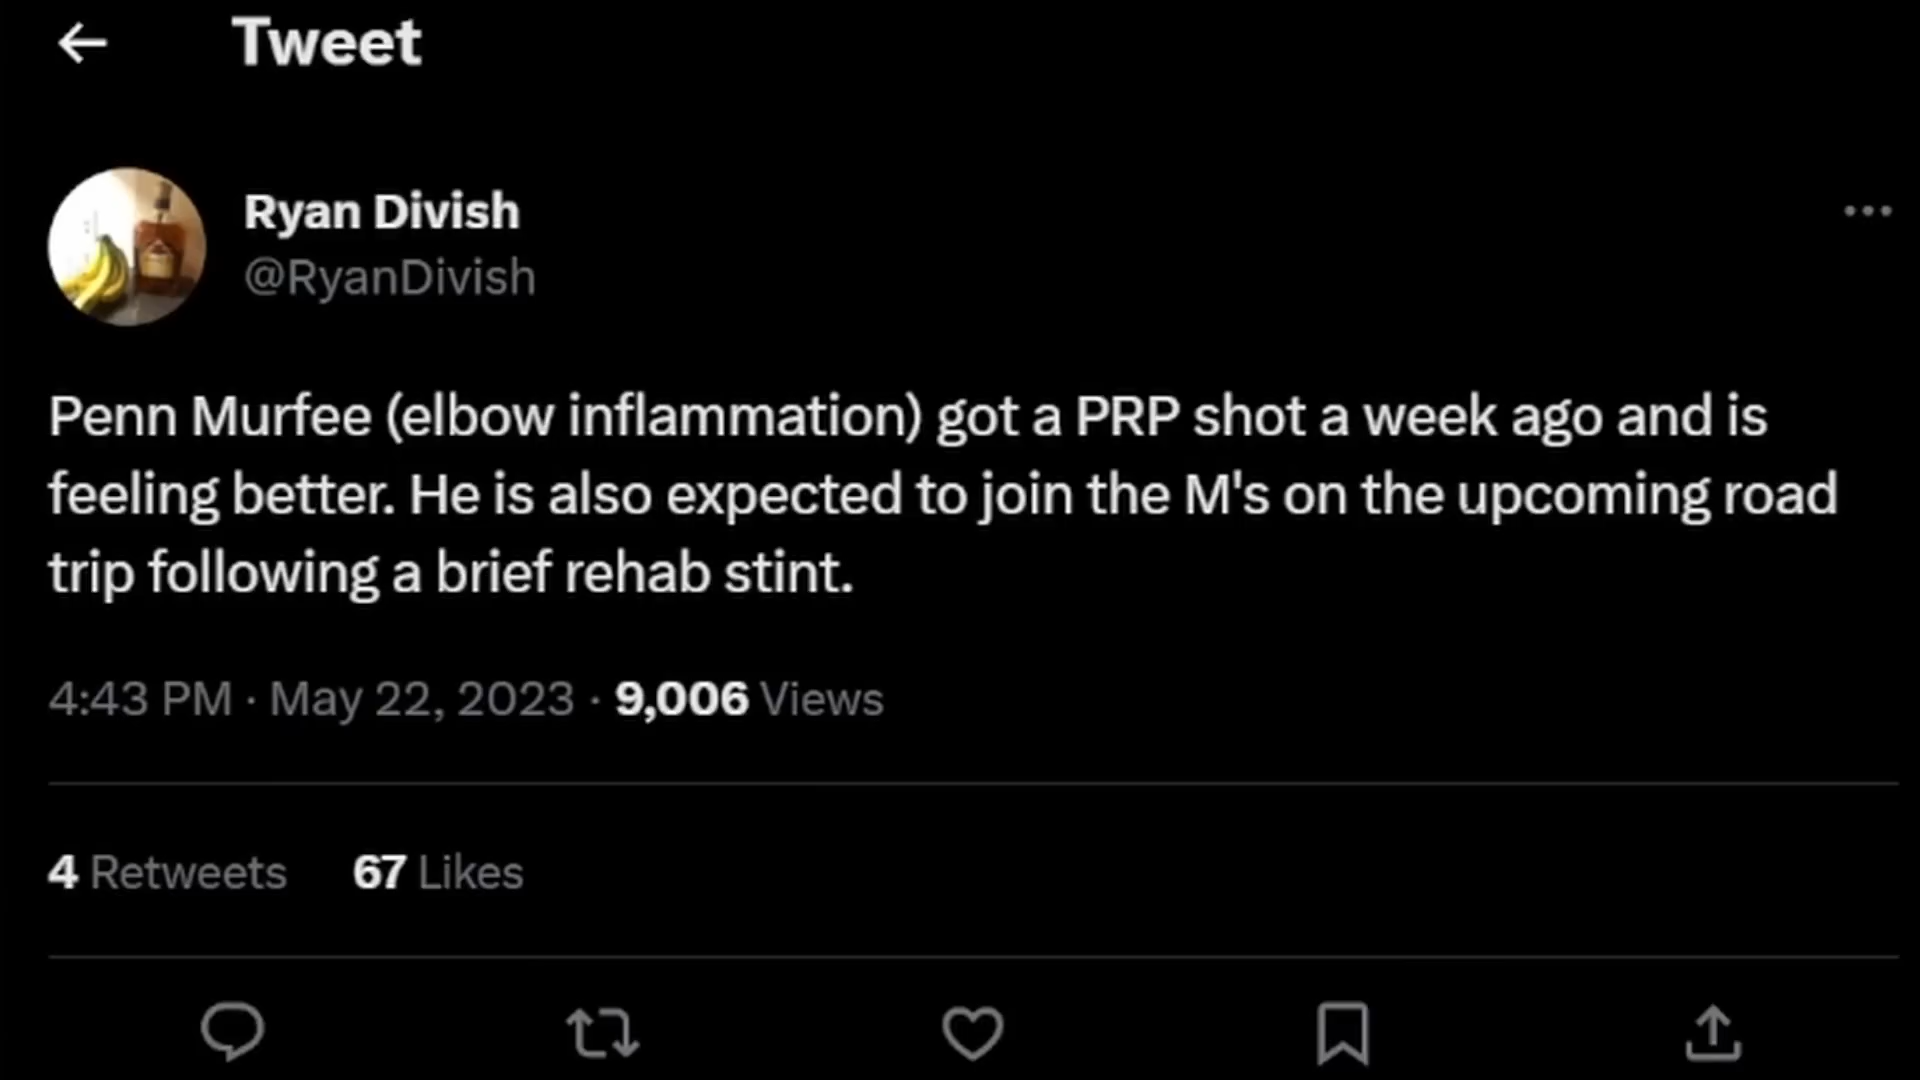 Tweet
Ryan Divish
@RyanDivish
Penn Murfee (elbow inflammation) got a PRP shot a week ago and is
feeling better. He is also expected to join the M's on the upcoming road
trip following a brief rehab stint.
4:43 PM · May 22, 2023 · 9,006 Views
4 Retweets 67 Likes